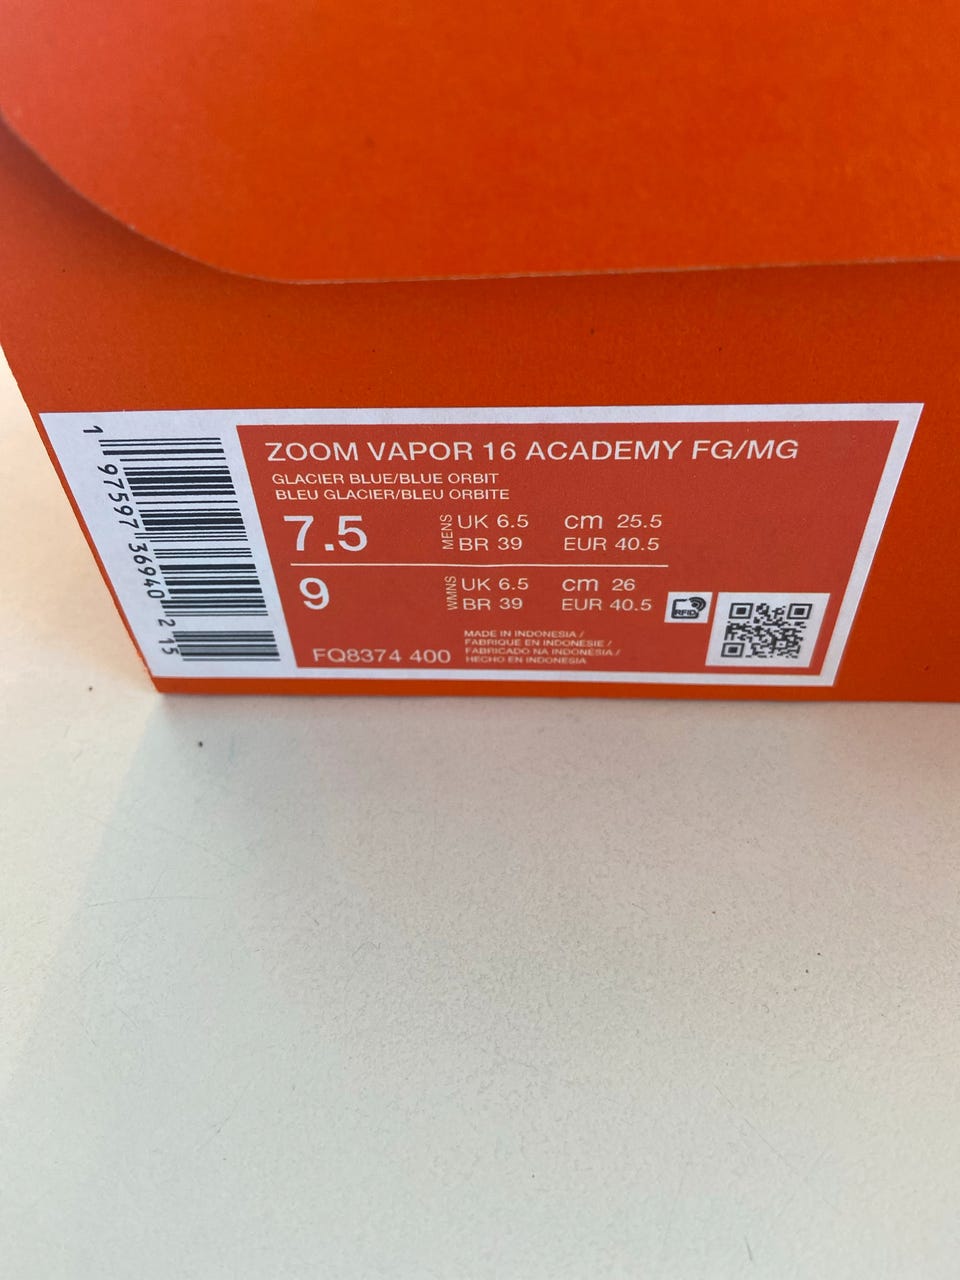 ZOOM VAPOR 16 ACADEMY FG/MG
GLACIER BLUE/BLUE ORBIT
BLEU GLACIER/BLEU ORBITE
7.5 MENS UK 6.5 cm 25.5
BR 39 EUR 40.5
9 WMNS UK 6.5 cm 26
BR 39 EUR 40.5
RFID
FQ8374 400
MADE IN INDONESIA /
FABRIQUE EN INDONESIE /
FABRICADO NA INDONESIA /
HECHO EN INDONESIA
1 97597 36940 2 15